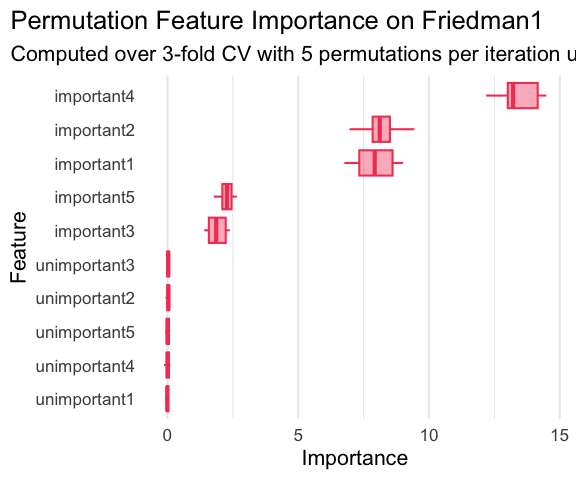 Permutation Feature Importance on Friedman1
Computed over 3-fold CV with 5 permutations per iteration u
important4
important2
important1
important5
important3
unimportant3
unimportant2
unimportant5
unimportant4
unimportant1
Feature
0 5 10 15
Importance